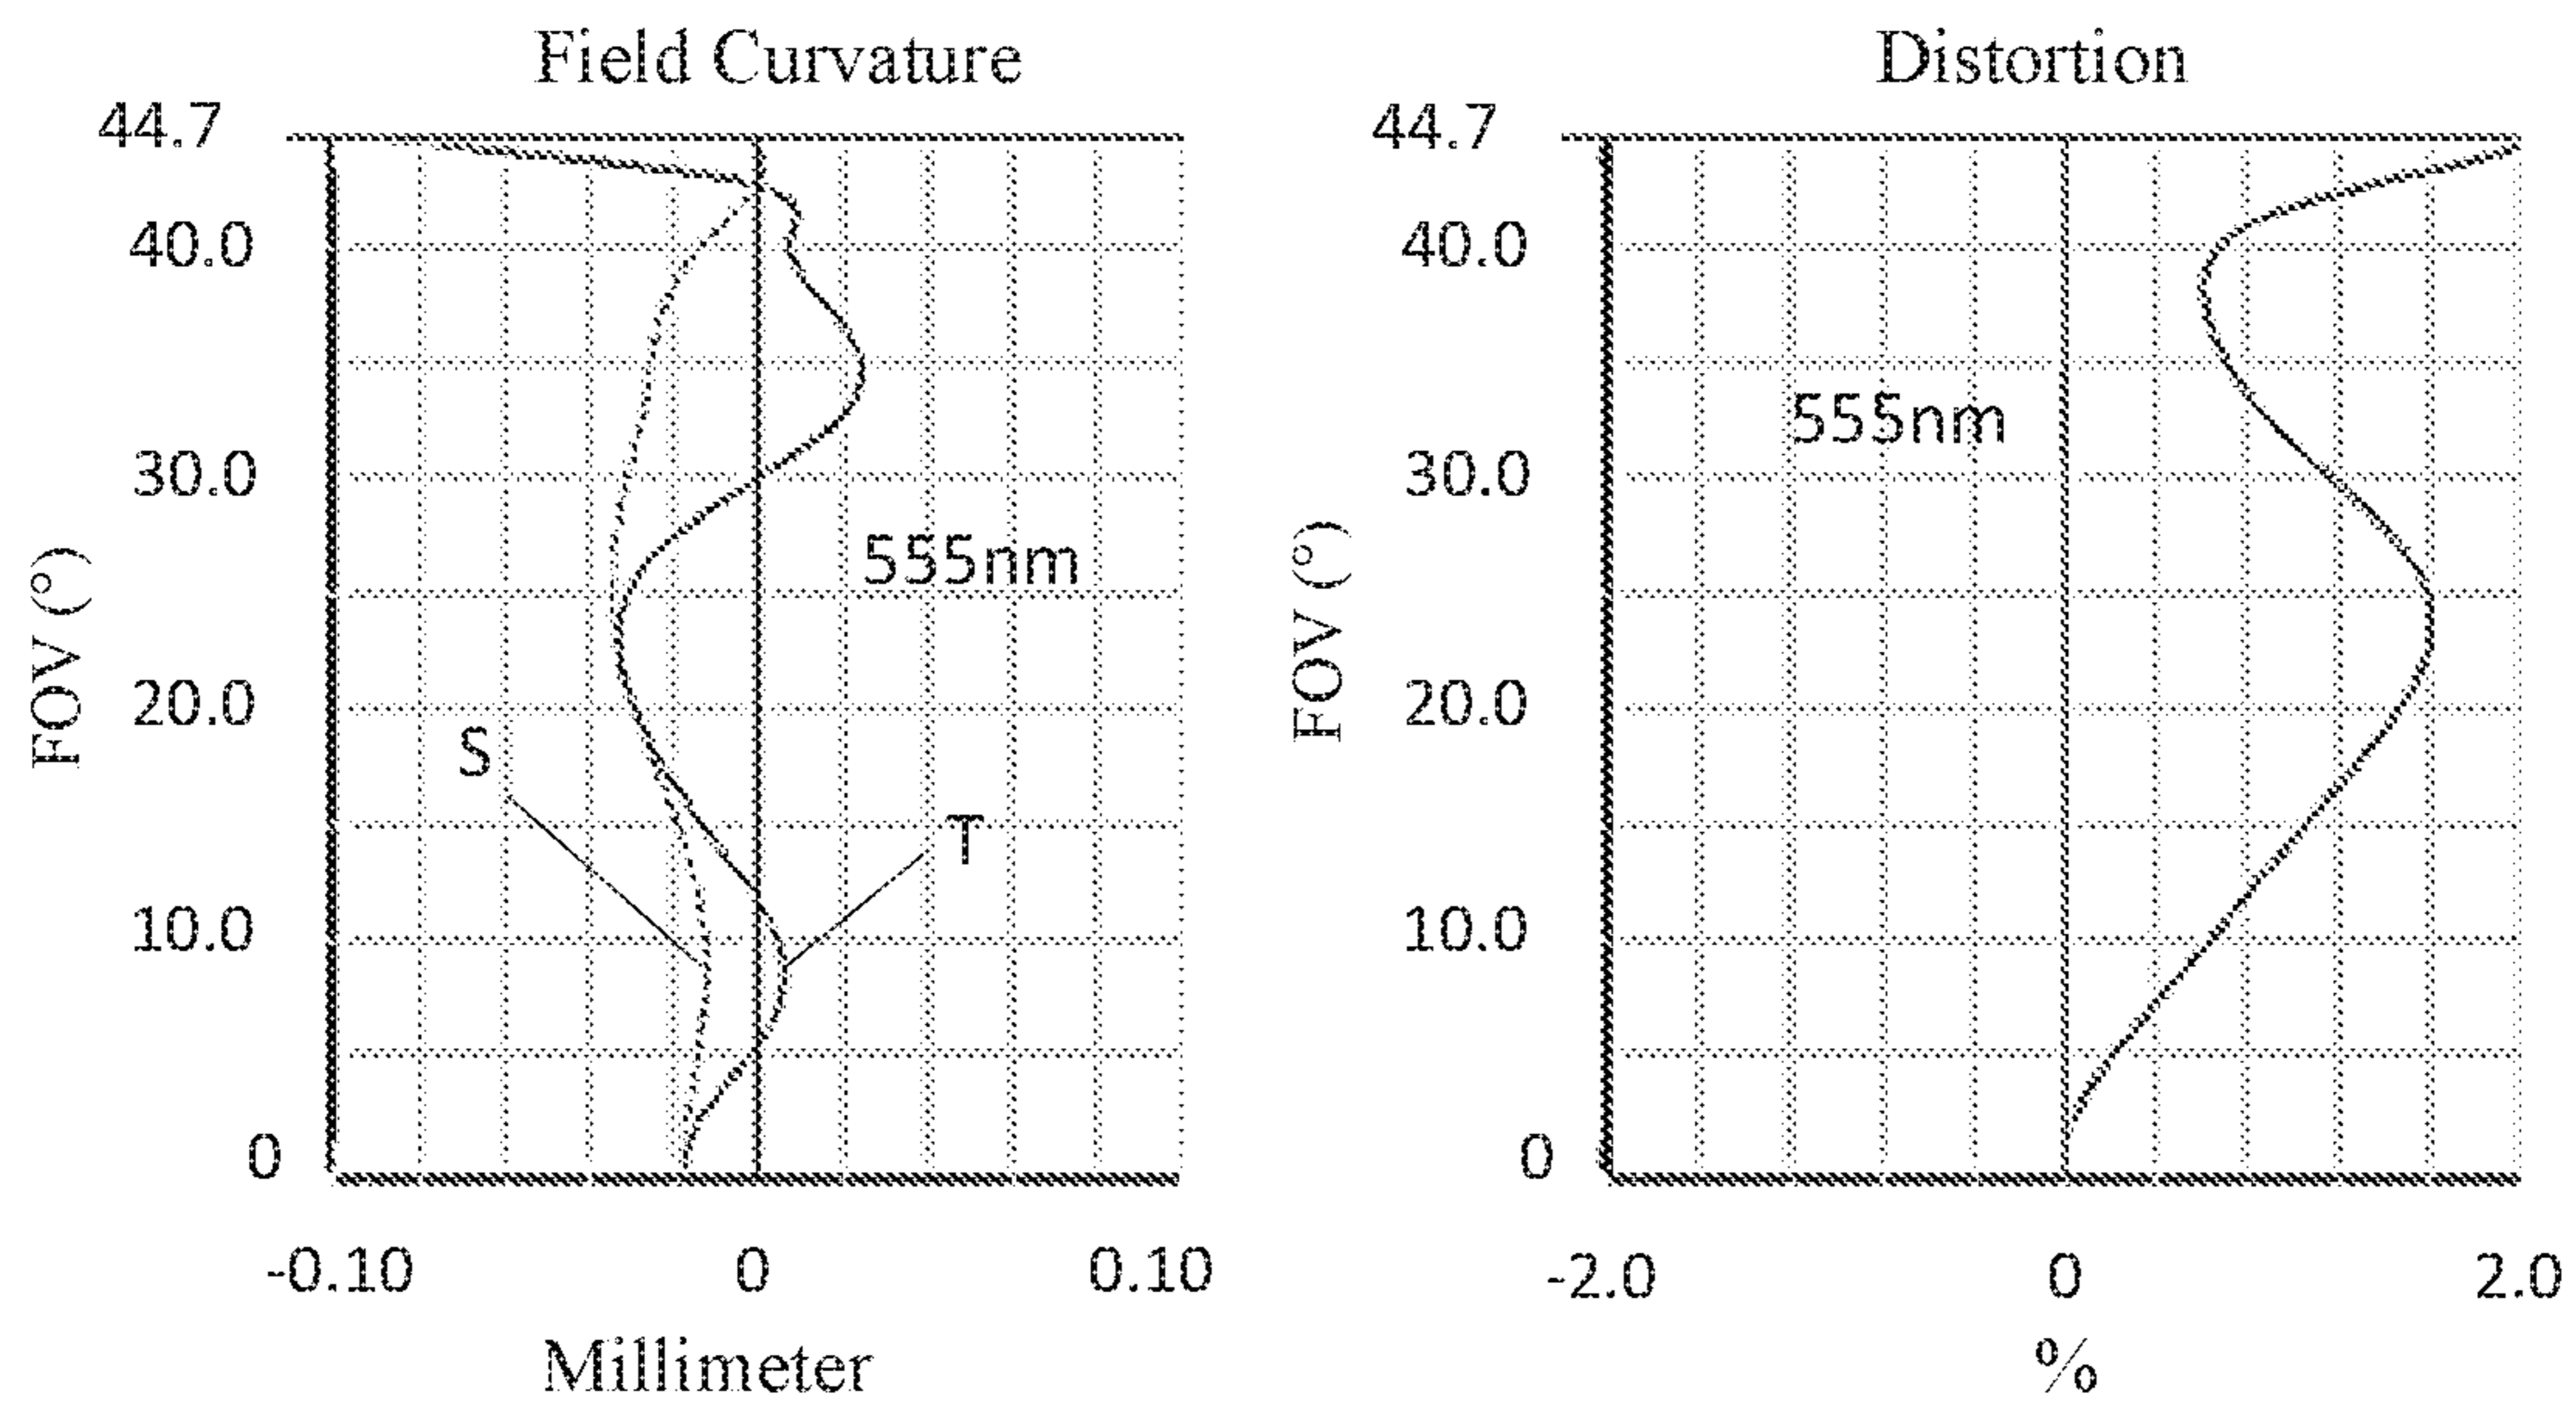 Field Curvature
44.7
40.0
30.0
20.0
10.0
0
FOV (°)
555nm
S
T
-0.10
0
0.10
Millimeter
Distortion
44.7
40.0
30.0
20.0
10.0
0
FOV (°)
555nm
-2.0
0
2.0
%